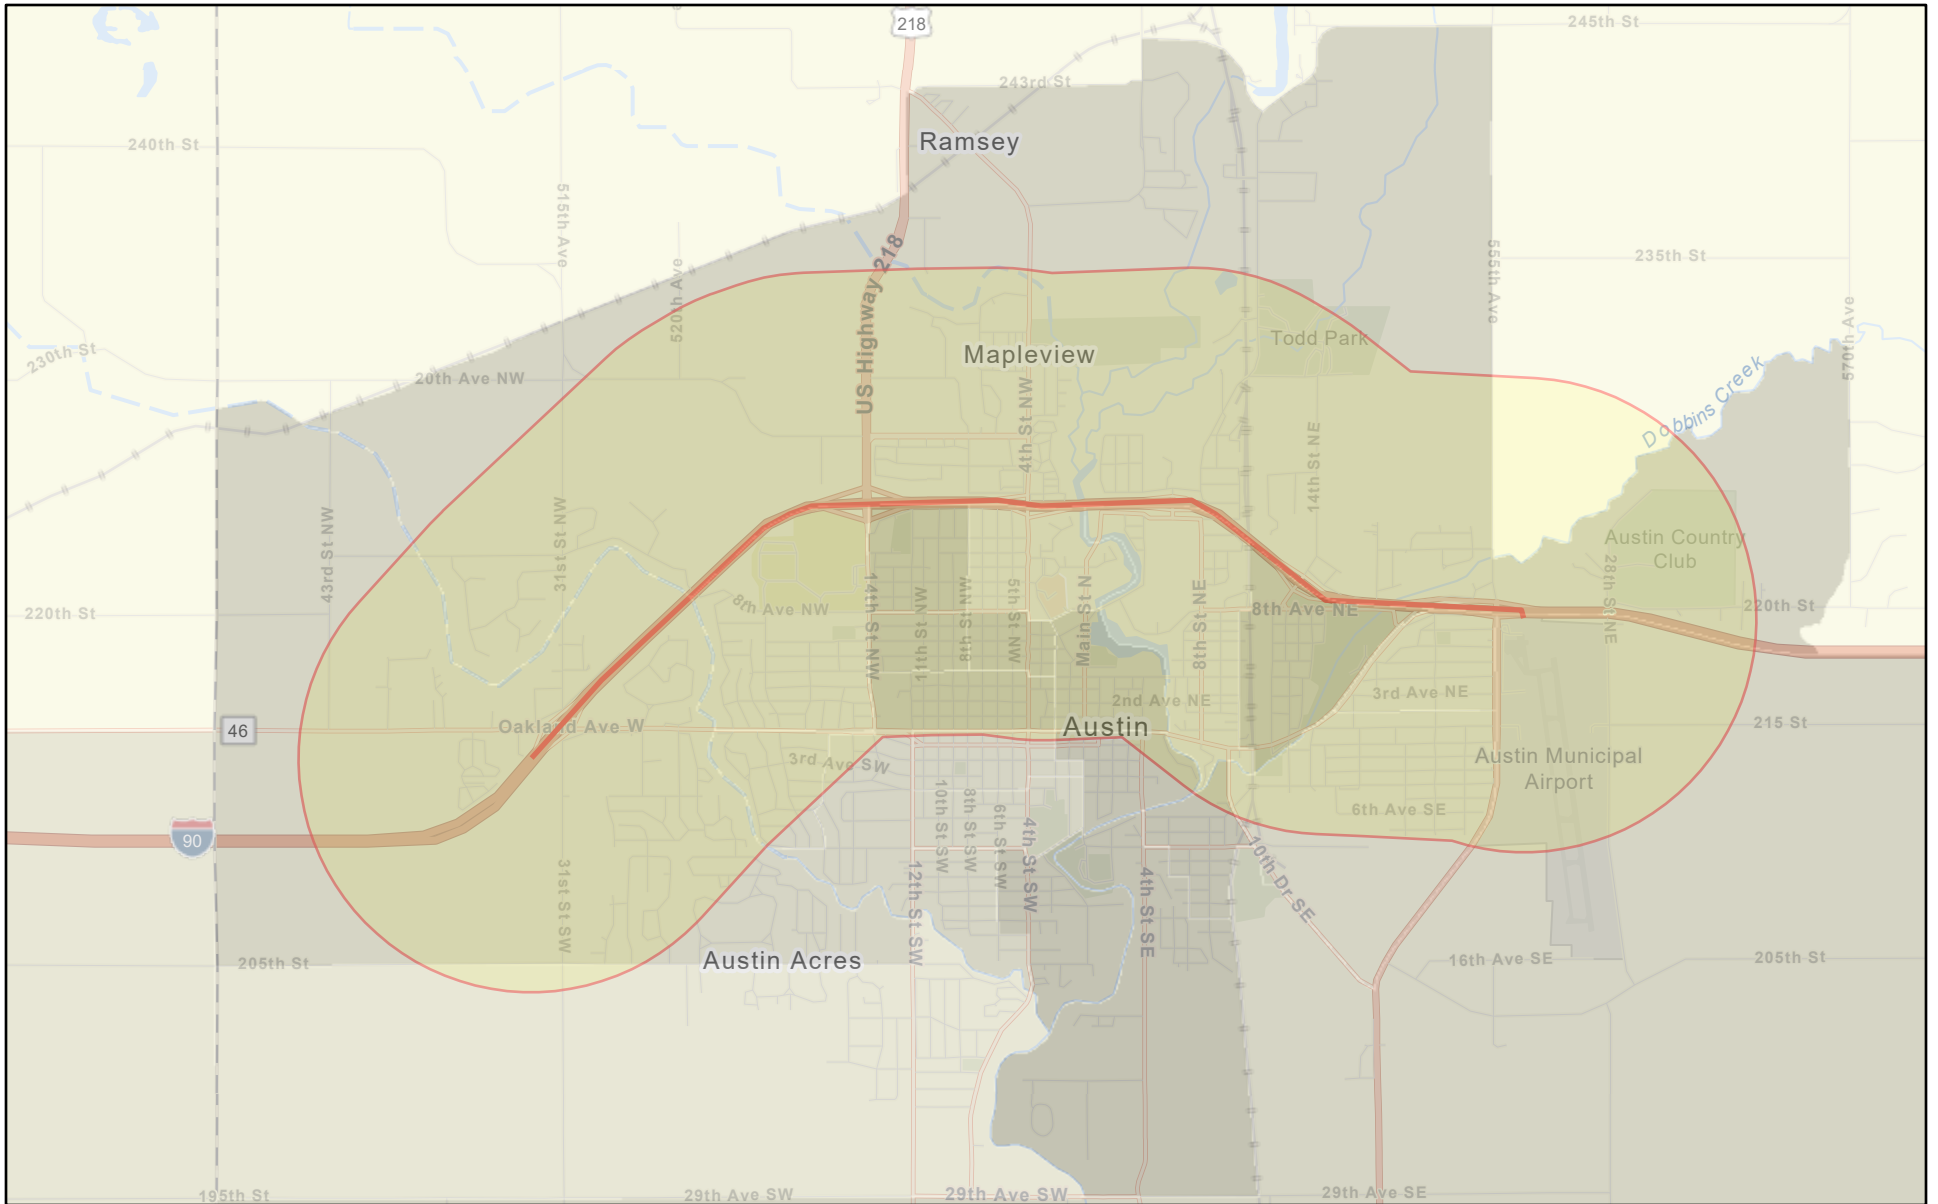 218
245th St
243rd St
240th St
Ramsey
515th Ave
520th Ave
US Highway 218
555th Ave
235th St
570th Ave
Todd Park
Mapleview
230th St
20th Ave NW
4th St NW
Dobbins Creek
14th St NE
43rd St NW
31st St NW
Austin Country
Club
28th St NE
220th St
8th Ave NW
14th St NW
11th St NW
8th St NW
5th St NW
Main St N
8th St NE
8th Ave NE
220th St
2nd Ave NE
3rd Ave NE
46
Oakland Ave W
Austin
215 St
3rd Ave SW
Austin Municipal
Airport
90
10th St SW
8th St SW
6th St SW
4th St SW
6th Ave SE
10th Dr SE
31st St SW
12th St SW
4th St SE
205th St
Austin Acres
16th Ave SE
205th St
195th St
29th Ave SW
29th Ave SW
29th Ave SE